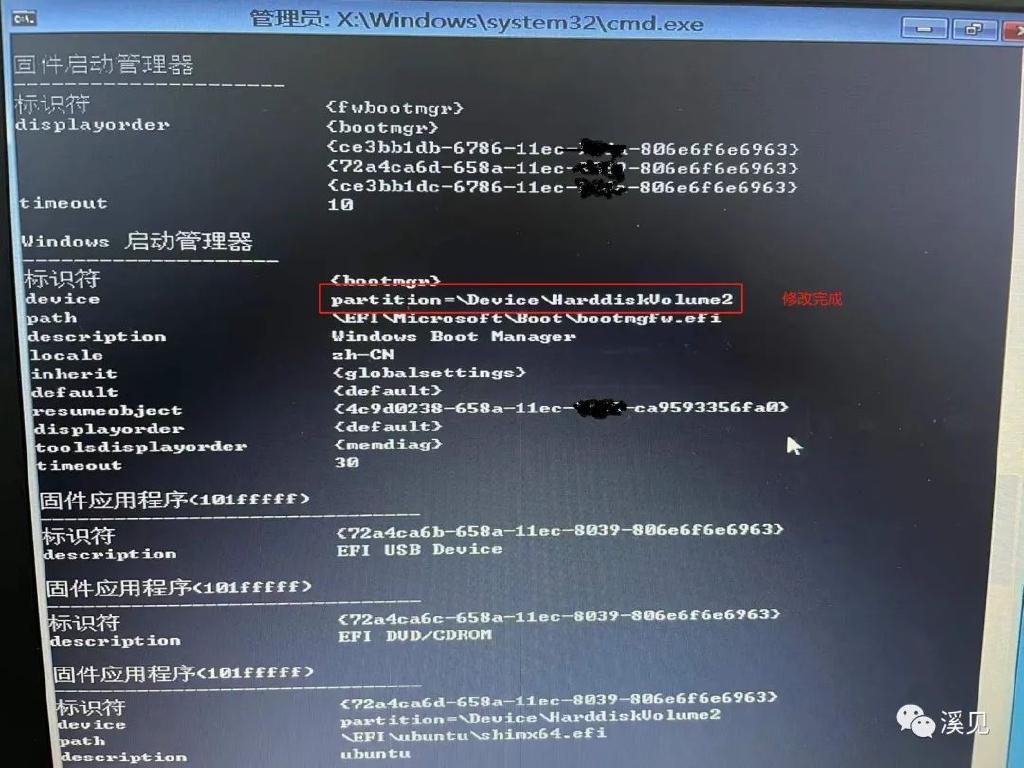 管理员: X:\Windows\system32\cmd.exe
固件启动管理器
---------------------
标识符 {fwbootmgr}
displayorder {bootmgr}
{ce3bb1db-6786-11ec- -806e6f6e6963}
{72a4ca6d-658a-11ec- -806e6f6e6963}
{ce3bb1dc-6786-11ec- -806e6f6e6963}
timeout 10
Windows 启动管理器
--------------------
标识符 {bootmgr}
device partition=\Device\HarddiskVolume2 修改完成
path \EFI\Microsoft\Boot\bootmgfw.efi
description Windows Boot Manager
locale zh-CN
inherit {globalsettings}
default {default}
resumeobject {4c9d0238-658a-11ec- -ca9593356fa0}
displayorder {default}
toolsdisplayorder {memdiag}
timeout 30
固件应用程序(101fffff)
-------------------------------
标识符 {72a4ca6b-658a-11ec-8039-806e6f6e6963}
description EFI USB Device
固件应用程序(101fffff)
-------------------------------
标识符 {72a4ca6c-658a-11ec-8039-806e6f6e6963}
description EFI DVD/CDROM
固件应用程序(101fffff)
-------------------------------
标识符 {72a4ca6d-658a-11ec-8039-806e6f6e6963}
device partition=\Device\HarddiskVolume2
path \EFI\ubuntu\shimx64.efi
description ubuntu
溪见